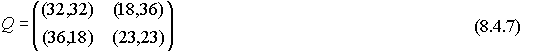 Q = ( (32,32) (18,36)
(36,18) (23,23) ) (8.4.7)